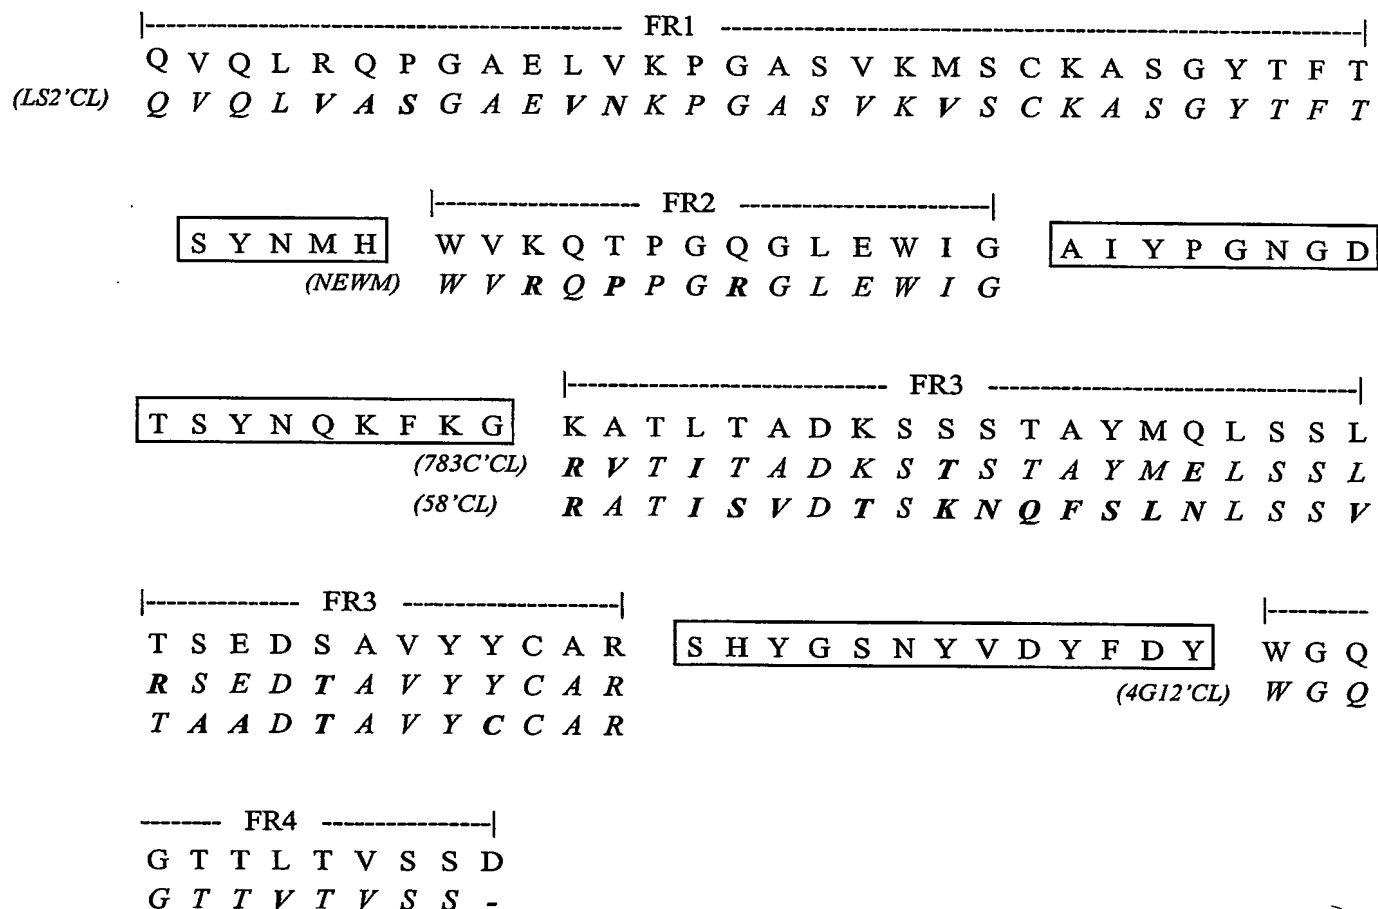 |------------------------------ FR1 ----------------------------------------|
Q V Q L R Q P G A E L V K P G A S V K M S C K A S G Y T F T
(LS2'CL) Q V Q L V A S G A E V N K P G A S V K V S C K A S G Y T F T
|----------------- FR2 --------------------|
S Y N M H W V K Q T P G Q G L E W I G A I Y P G N G D
(NEWM) W V R Q P P G R G L E W I G
|--------------------------- FR3 -------------------------------|
T S Y N Q K F K G K A T L T A D K S S S T A Y M Q L S S L
(783C'CL) R V T I T A D K S T S T A Y M E L S S L
(58'CL) R A T I S V D T S K N Q F S L N L S S V
|------------- FR3 ------------------| |--------
T S E D S A V Y Y C A R S H Y G S N Y V D Y F D Y W G Q
R S E D T A V Y Y C A R (4G12'CL) W G Q
T A A D T A V Y C C A R
------- FR4 --------------|
G T T L T V S S D
G T T V T V S S -